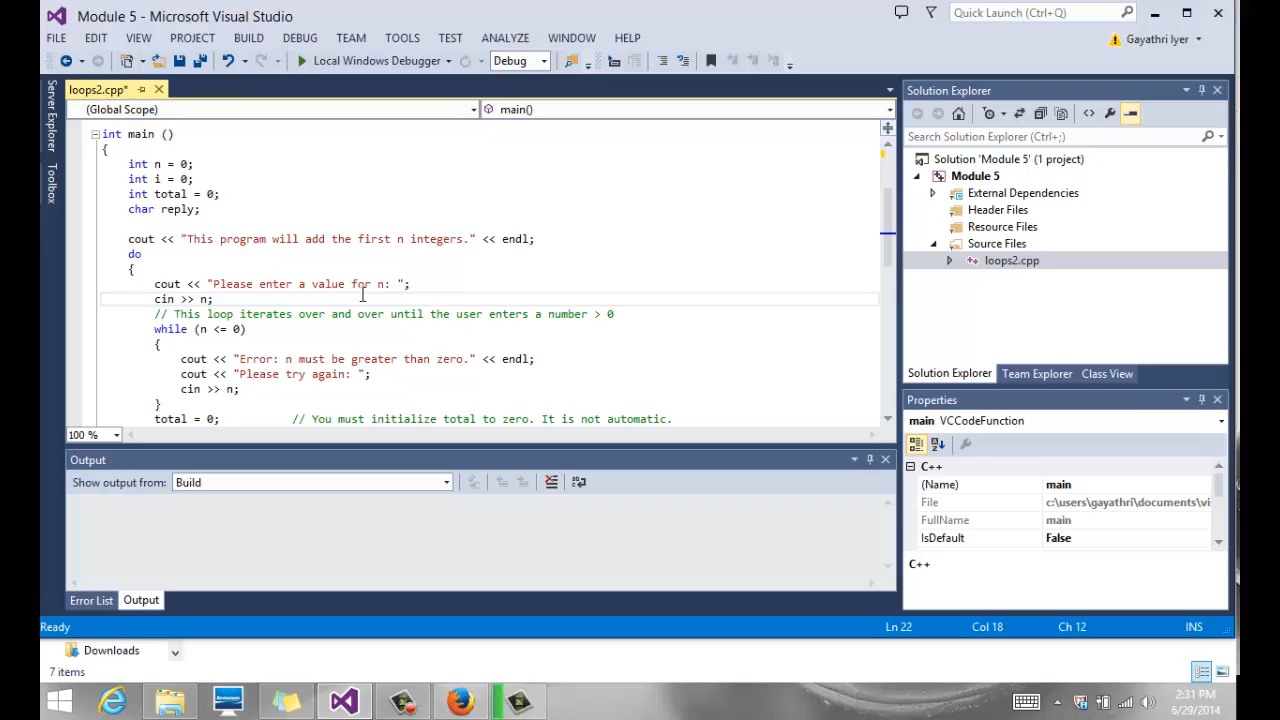 Module 5 - Microsoft Visual Studio
Quick Launch (Ctrl+Q)
FILE EDIT VIEW PROJECT BUILD DEBUG TEAM TOOLS TEST ANALYZE WINDOW HELP
Gayathri Iyer
Local Windows Debugger
Debug
Server Explorer
Toolbox
loops2.cpp*
(Global Scope)
main()
int main ()
{
int n = 0;
int i = 0;
int total = 0;
char reply;
cout << "This program will add the first n integers." << endl;
do
{
cout << "Please enter a value for n: ";
cin >> n;
// This loop iterates over and over until the user enters a number > 0
while (n <= 0)
{
cout << "Error: n must be greater than zero." << endl;
cout << "Please try again: ";
cin >> n;
}
total = 0; // You must initialize total to zero. It is not automatic.
100 %
Output
Show output from: Build
Error List Output
Solution Explorer
Search Solution Explorer (Ctrl+;)
Solution 'Module 5' (1 project)
Module 5
External Dependencies
Header Files
Resource Files
Source Files
loops2.cpp
Solution Explorer Team Explorer Class View
Properties
main VCCodeFunction
C++
(Name) main
File c:\users\gayathri\documents\vi
FullName main
IsDefault False
C++
Ready Ln 22 Col 18 Ch 12 INS
Downloads
7 items
2:31 PM
6/29/2014